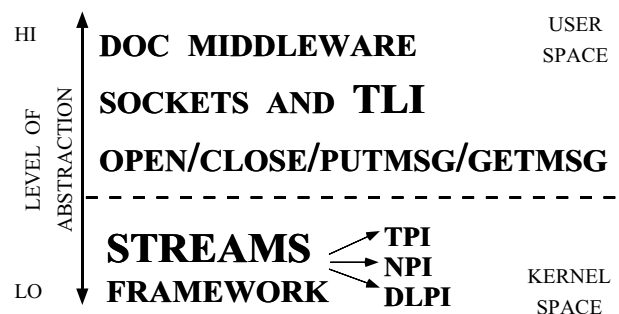 HI
USER
SPACE
DOC MIDDLEWARE
SOCKETS AND TLI
OPEN/CLOSE/PUTMSG/GETMSG
LEVEL OF
ABSTRACTION
STREAMS
FRAMEWORK
TPI
NPI
DLPI
LO
KERNEL
SPACE